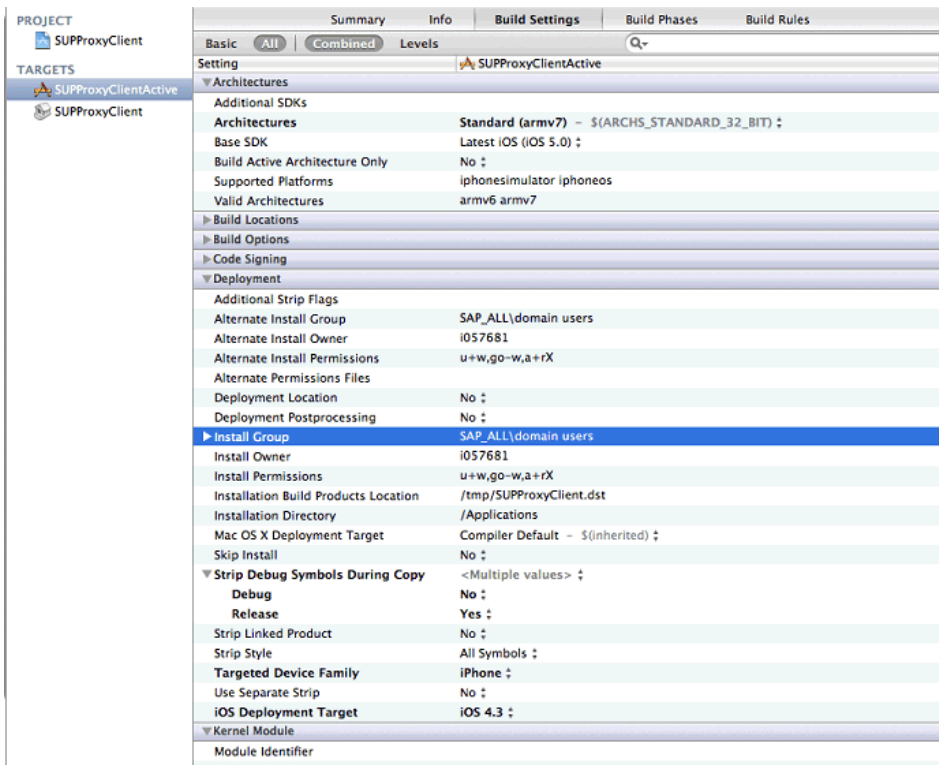 PROJECT
SUPProxyClient
TARGETS
SUPProxyClientActive
SUPProxyClient
Summary Info Build Settings Build Phases Build Rules
Basic All Combined Levels
Setting SUPProxyClientActive
Architectures
Additional SDKs
Architectures Standard (armv7) – $(ARCHS_STANDARD_32_BIT)
Base SDK Latest iOS (iOS 5.0)
Build Active Architecture Only No
Supported Platforms iphonesimulator iphoneos
Valid Architectures armv6 armv7
Build Locations
Build Options
Code Signing
Deployment
Additional Strip Flags
Alternate Install Group SAP_ALL\domain users
Alternate Install Owner i057681
Alternate Install Permissions u+w,go-w,a+rX
Alternate Permissions Files
Deployment Location No
Deployment Postprocessing No
Install Group SAP_ALL\domain users
Install Owner i057681
Install Permissions u+w,go-w,a+rX
Installation Build Products Location /tmp/SUPProxyClient.dst
Installation Directory /Applications
Mac OS X Deployment Target Compiler Default – $(inherited)
Skip Install No
Strip Debug Symbols During Copy <Multiple values>
Debug No
Release Yes
Strip Linked Product No
Strip Style All Symbols
Targeted Device Family iPhone
Use Separate Strip No
iOS Deployment Target iOS 4.3
Kernel Module
Module Identifier